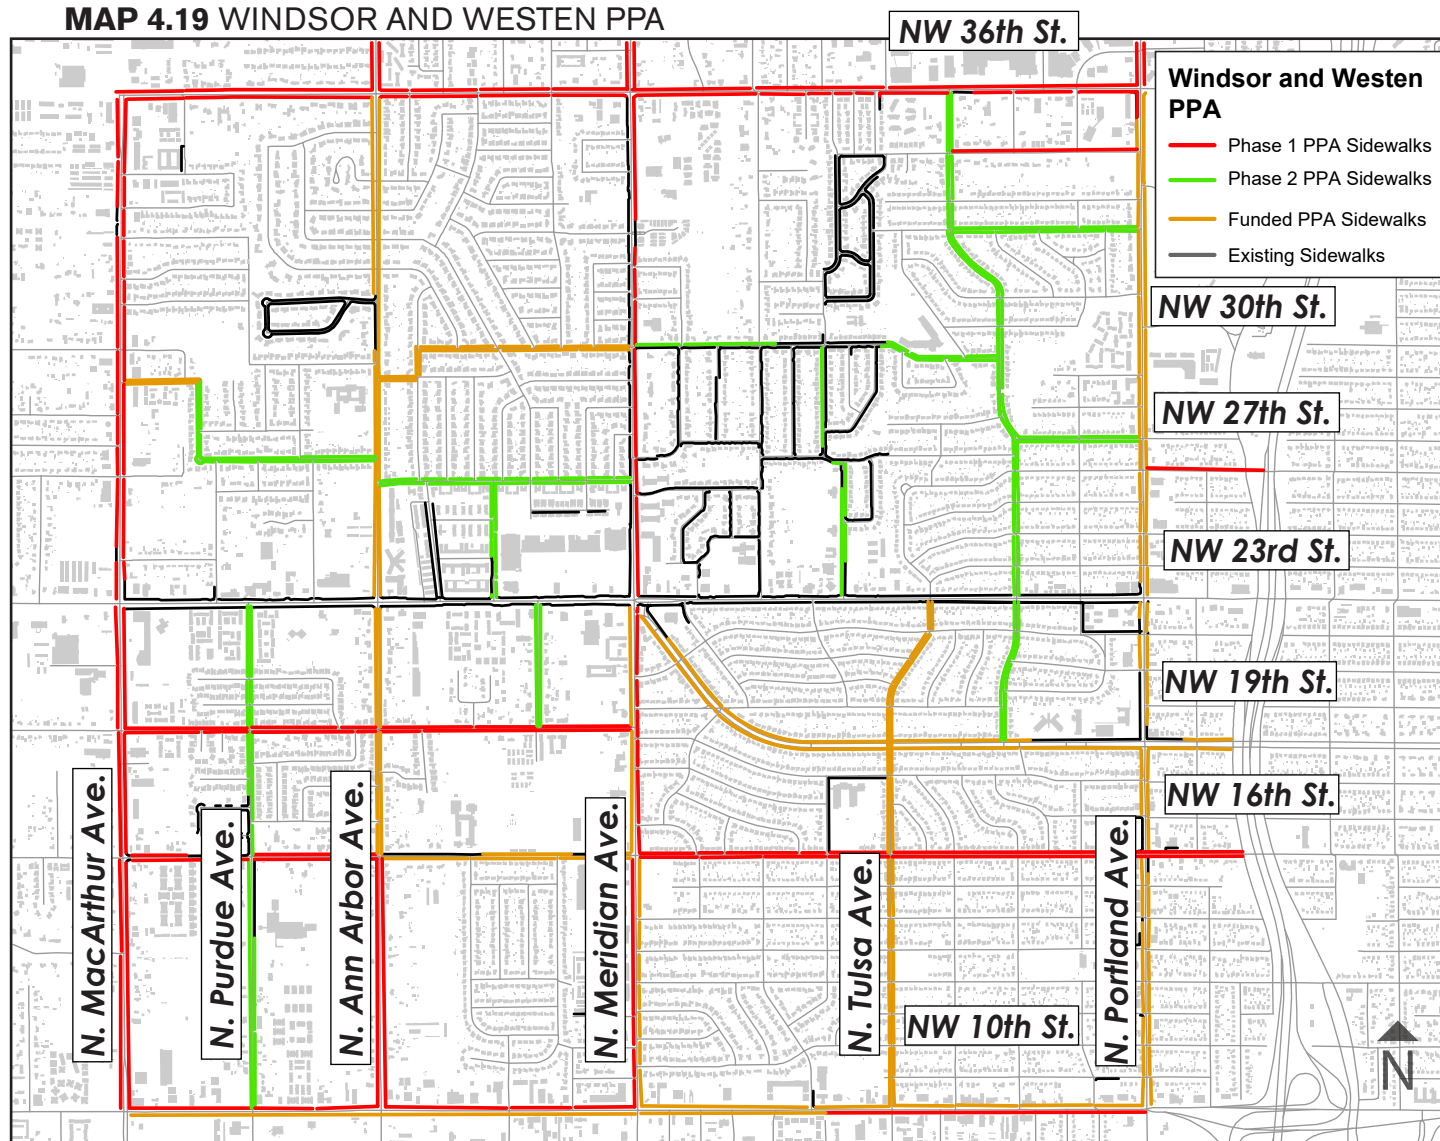 MAP 4.19 WINDSOR AND WESTEN PPA
NW 36th St.
Windsor and Westen
PPA
Phase 1 PPA Sidewalks
Phase 2 PPA Sidewalks
Funded PPA Sidewalks
Existing Sidewalks
NW 30th St.
NW 27th St.
NW 23rd St.
NW 19th St.
NW 16th St.
N. MacArthur Ave.
N. Purdue Ave.
N. Ann Arbor Ave.
N. Meridian Ave.
N. Tulsa Ave.
N. Portland Ave.
NW 10th St.
N